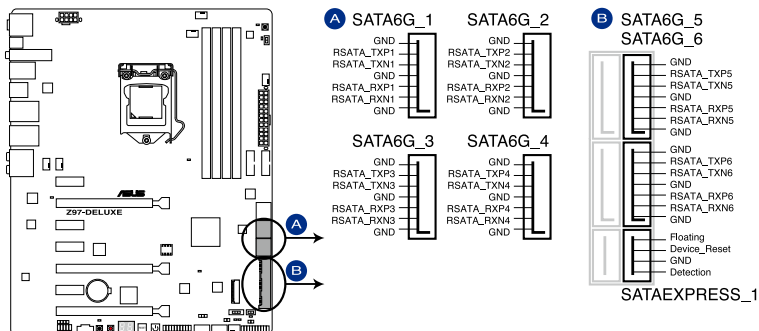 A SATA6G_1
GND
RSATA_TXP1
RSATA_TXN1
GND
RSATA_RXP1
RSATA_RXN1
GND
SATA6G_2
GND
RSATA_TXP2
RSATA_TXN2
GND
RSATA_RXP2
RSATA_RXN2
GND
SATA6G_3
GND
RSATA_TXP3
RSATA_TXN3
GND
RSATA_RXP3
RSATA_RXN3
GND
SATA6G_4
GND
RSATA_TXP4
RSATA_TXN4
GND
RSATA_RXP4
RSATA_RXN4
GND
B SATA6G_5
SATA6G_6
GND
RSATA_TXP5
RSATA_TXN5
GND
RSATA_RXP5
RSATA_RXN5
GND
GND
RSATA_TXP6
RSATA_TXN6
GND
RSATA_RXP6
RSATA_RXN6
GND
Floating
Device_Reset
GND
Detection
SATAEXPRESS_1
ASUS
Z97-DELUXE
A
B